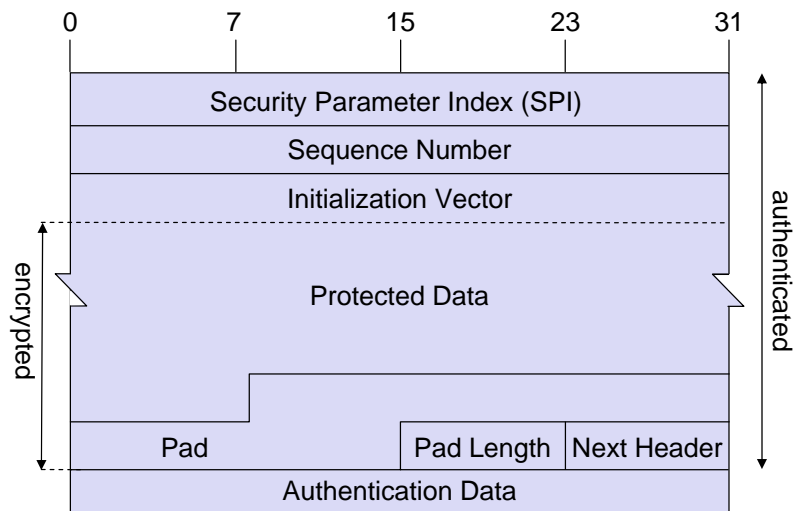 0 7 15 23 31
Security Parameter Index (SPI)
Sequence Number
Initialization Vector
authenticated
encrypted
Protected Data
Pad Pad Length Next Header
Authentication Data